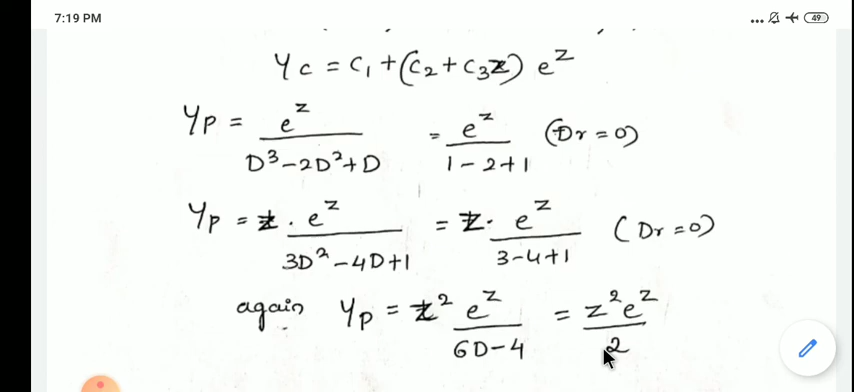 7:19 PM ... 49
Yc = C1 + (C2 + C3z) e^z
Yp = e^z / (D^3 - 2D^2 + D) = e^z / (1 - 2 + 1) (Dr = 0)
Yp = z · e^z / (3D^2 - 4D + 1) = z · e^z / (3 - 4 + 1) (Dr = 0)
again Yp = z^2 e^z / (6D - 4) = z^2 e^z / 2